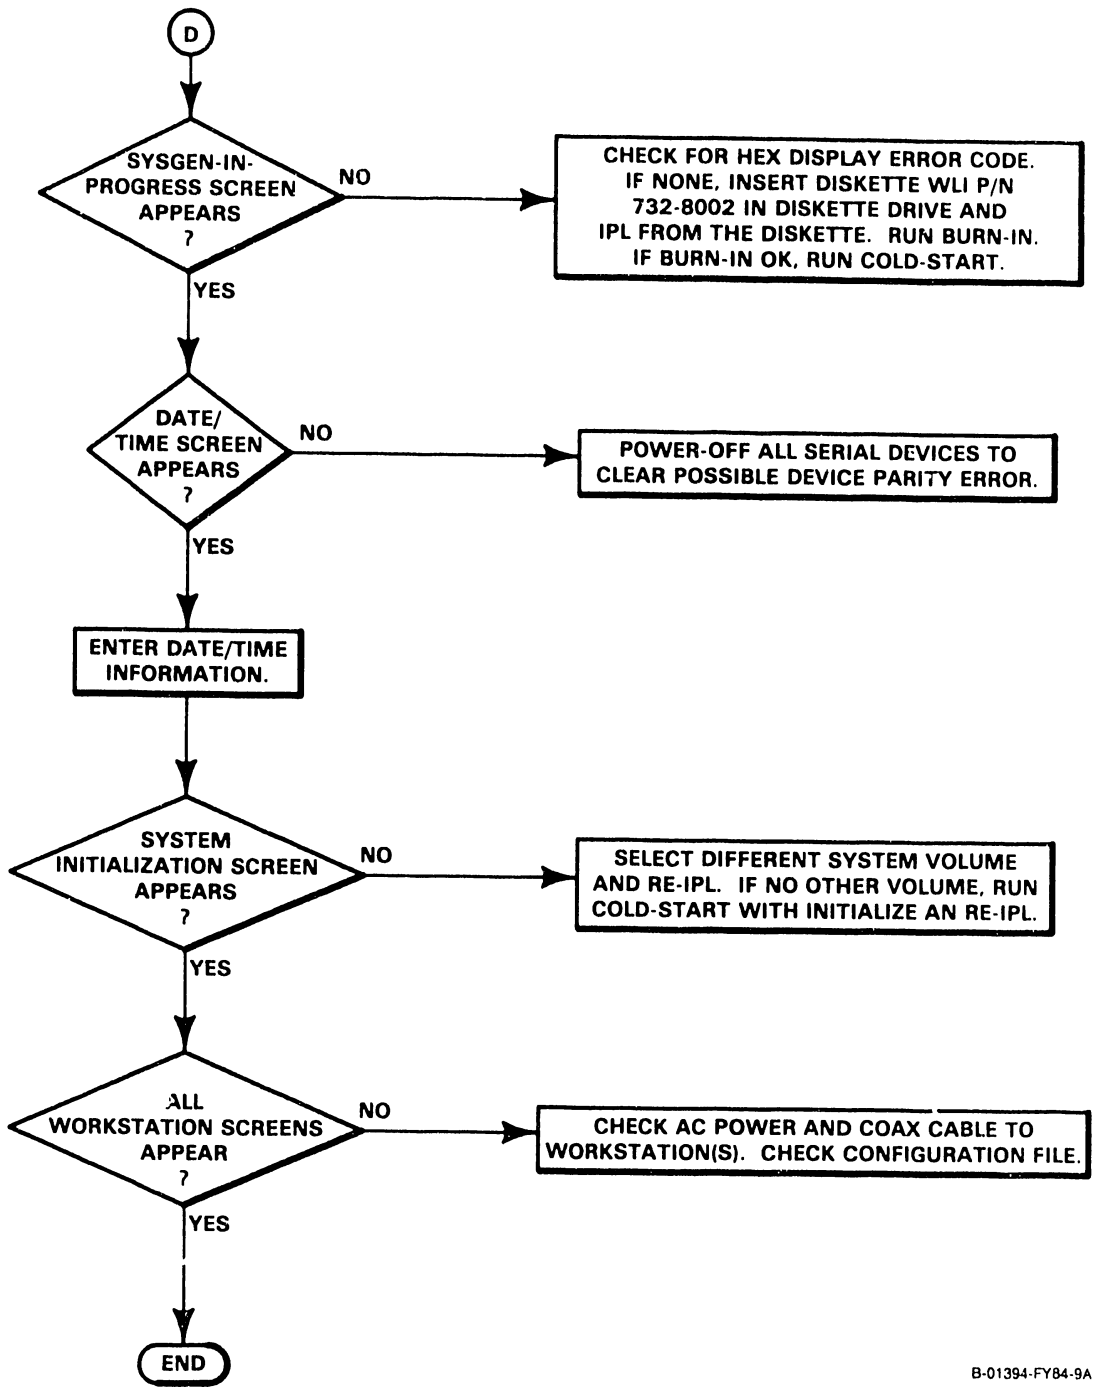 D
SYSGEN-IN-
PROGRESS SCREEN
APPEARS
?
NO
CHECK FOR HEX DISPLAY ERROR CODE.
IF NONE, INSERT DISKETTE WLI P/N
732-8002 IN DISKETTE DRIVE AND
IPL FROM THE DISKETTE. RUN BURN-IN.
IF BURN-IN OK, RUN COLD-START.
YES
DATE/
TIME SCREEN
APPEARS
?
NO
POWER-OFF ALL SERIAL DEVICES TO
CLEAR POSSIBLE DEVICE PARITY ERROR.
YES
ENTER DATE/TIME
INFORMATION.
SYSTEM
INITIALIZATION SCREEN
APPEARS
?
NO
SELECT DIFFERENT SYSTEM VOLUME
AND RE-IPL. IF NO OTHER VOLUME, RUN
COLD-START WITH INITIALIZE AN RE-IPL.
YES
ALL
WORKSTATION SCREENS
APPEAR
?
NO
CHECK AC POWER AND COAX CABLE TO
WORKSTATION(S). CHECK CONFIGURATION FILE.
YES
END
B-01394-FY84-9A